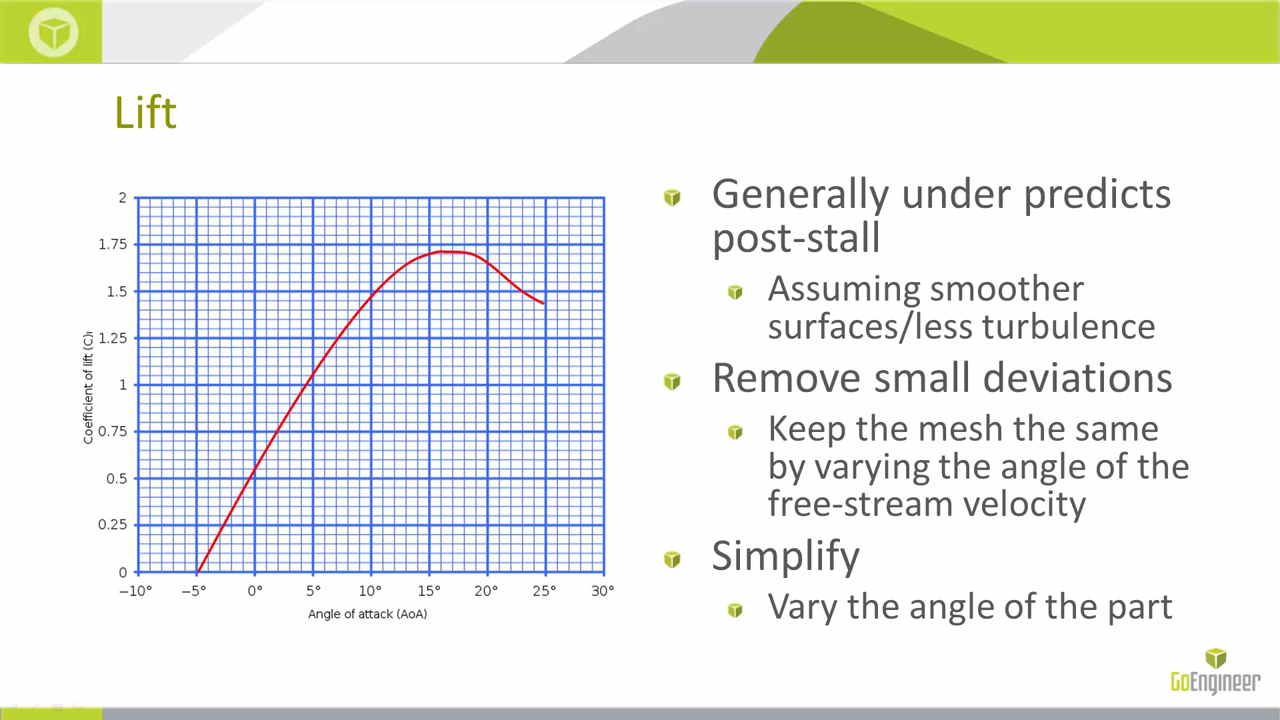 Lift
2
1.75
1.5
1.25
1
0.75
0.5
0.25
0
Coefficient of lift (C)
−10°
−5°
0°
5°
10°
15°
20°
25°
30°
Angle of attack (AoA)
Generally under predicts
post-stall
Assuming smoother
surfaces/less turbulence
Remove small deviations
Keep the mesh the same
by varying the angle of the
free-stream velocity
Simplify
Vary the angle of the part
GoEngineer